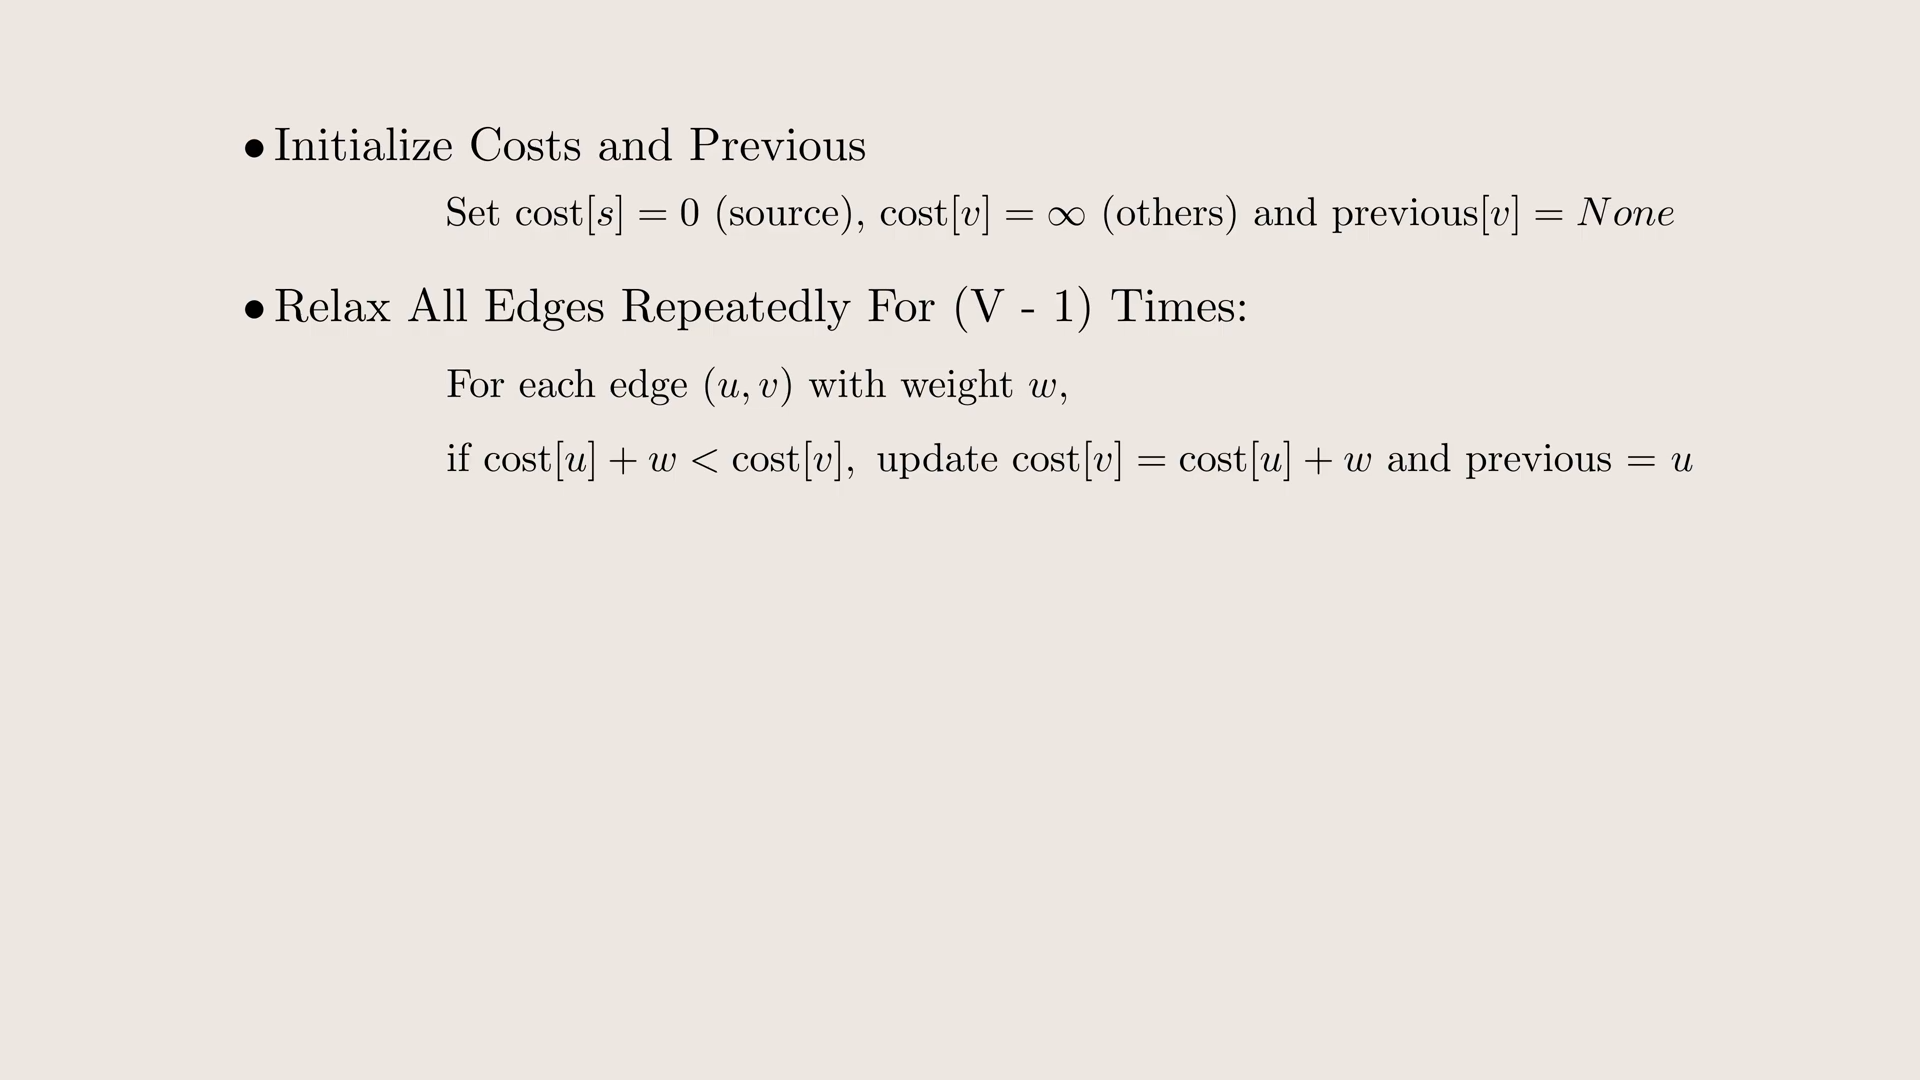 • Initialize Costs and Previous
Set cost[s] = 0 (source), cost[v] = ∞ (others) and previous[v] = None
• Relax All Edges Repeatedly For (V - 1) Times:
For each edge (u, v) with weight w,
if cost[u] + w < cost[v], update cost[v] = cost[u] + w and previous = u